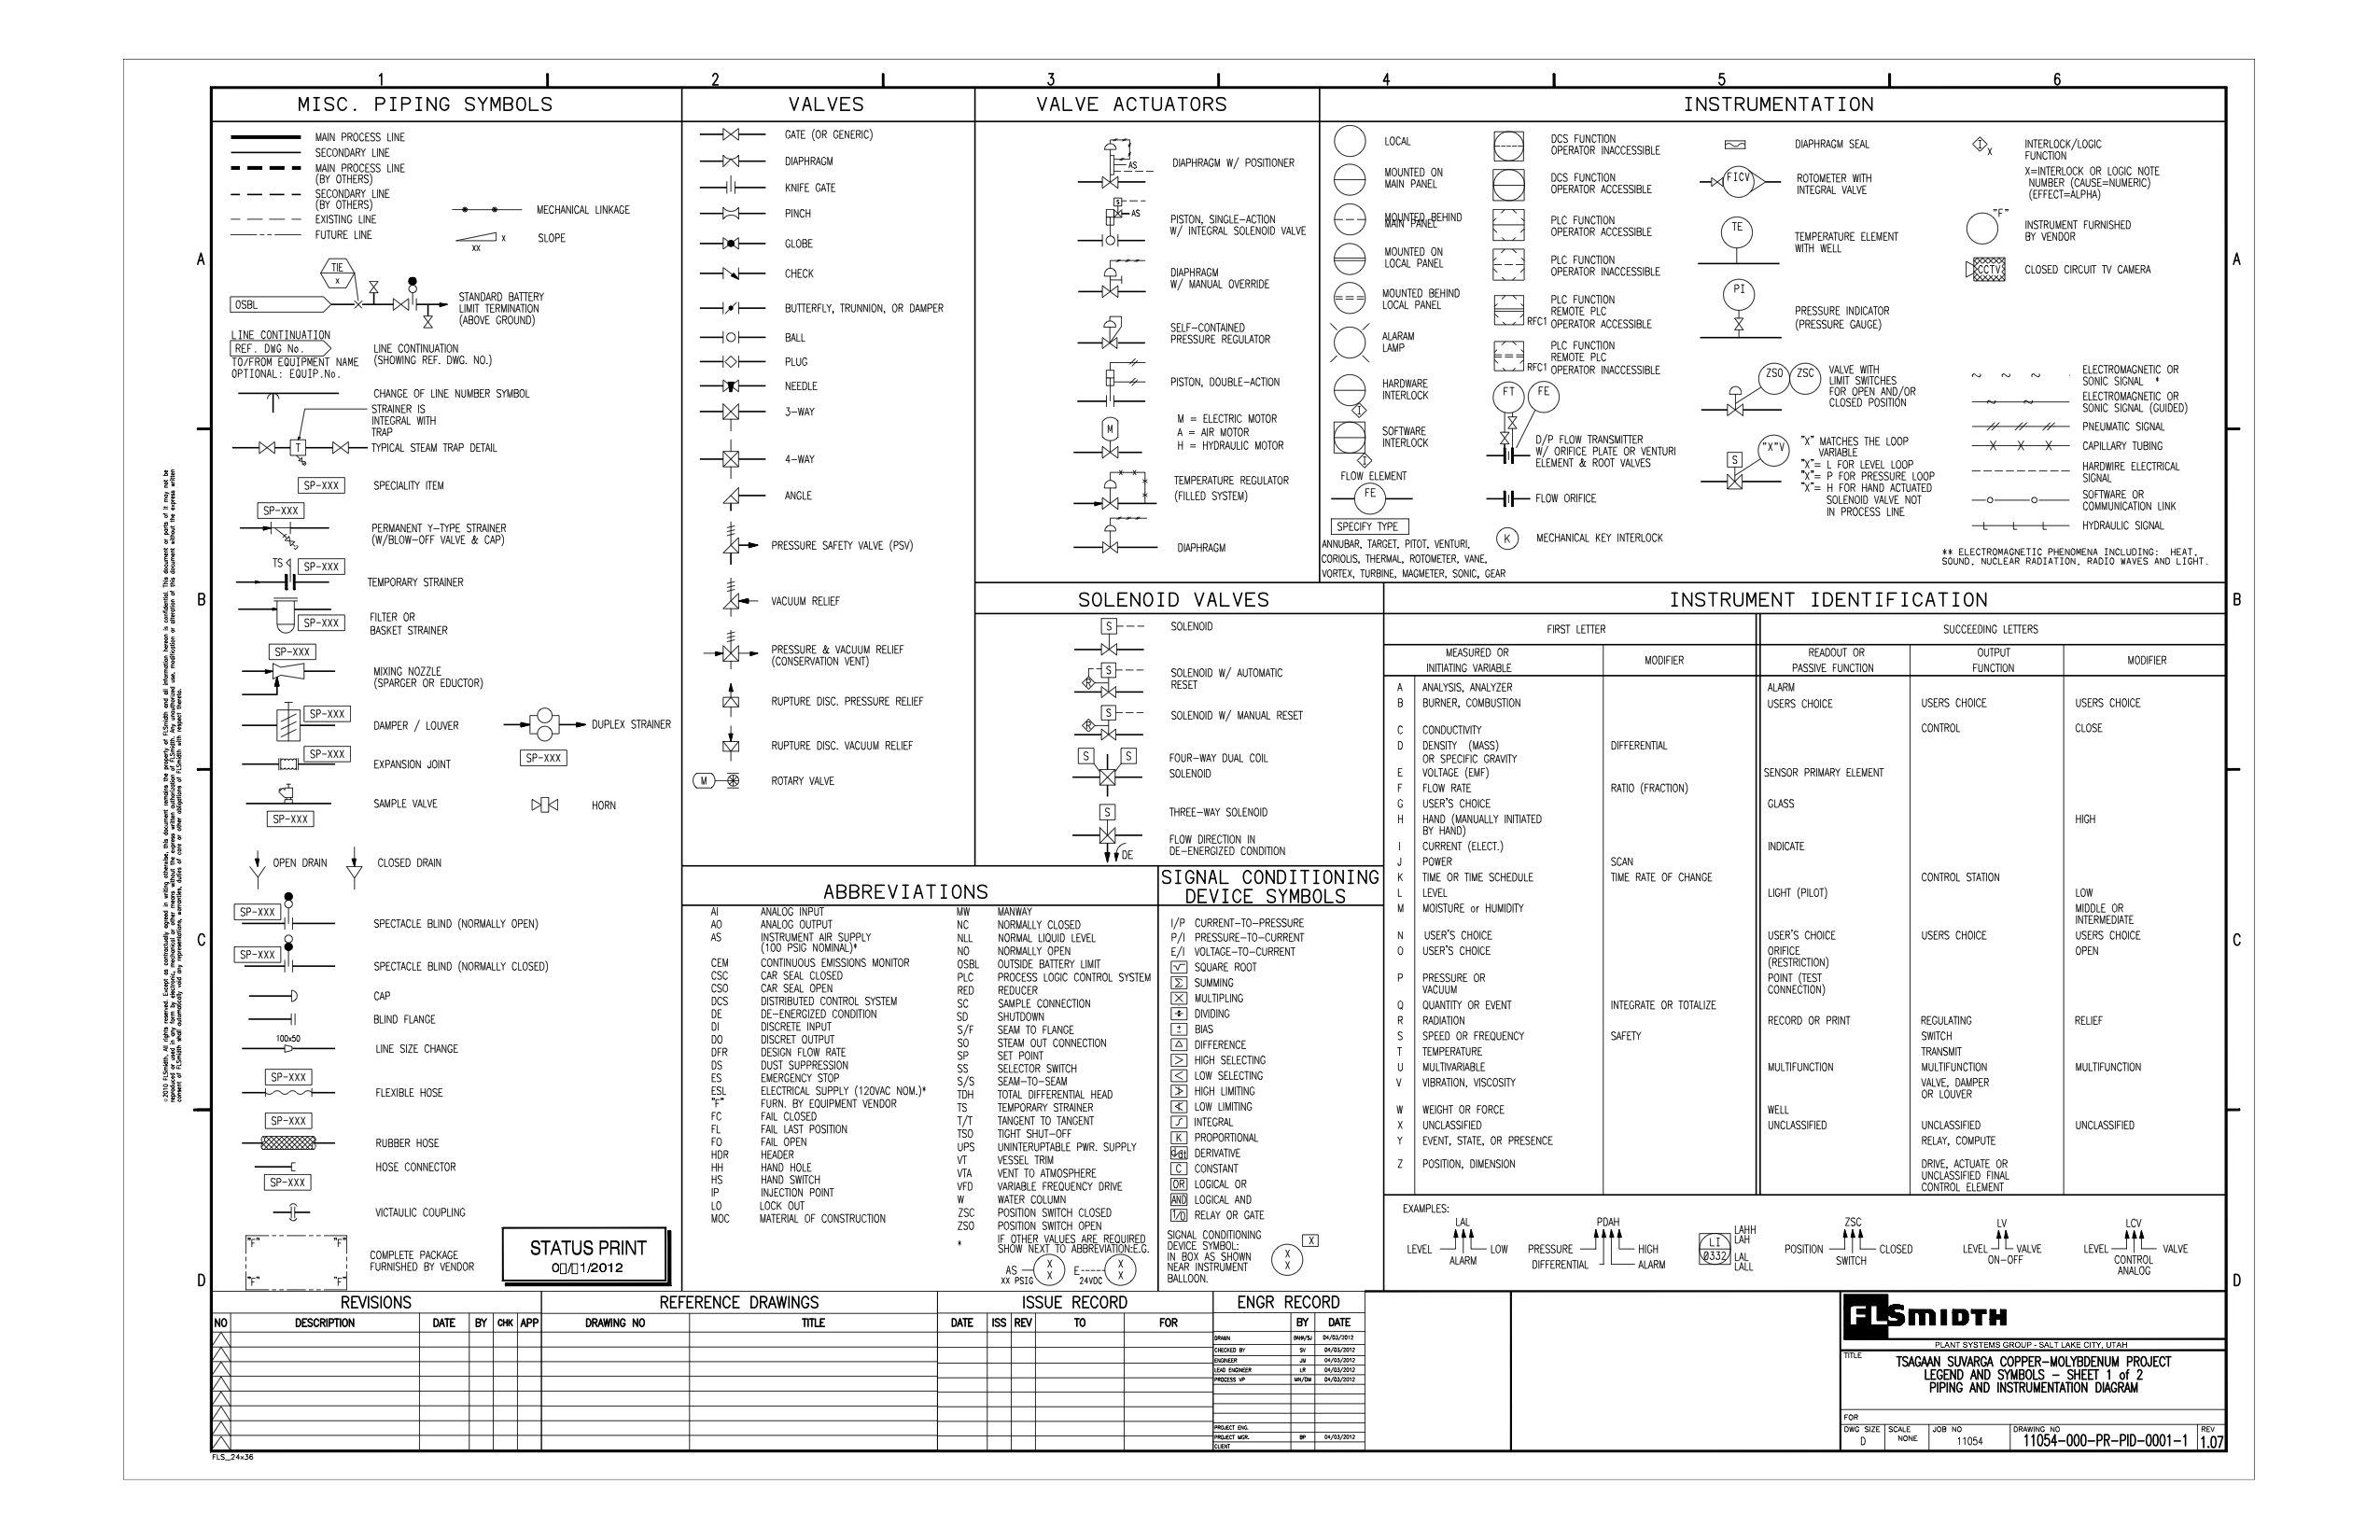 1 2 3 4 5 6
MISC. PIPING SYMBOLS
MAIN PROCESS LINE
SECONDARY LINE
MAIN PROCESS LINE
(BY OTHERS)
SECONDARY LINE
(BY OTHERS)
EXISTING LINE
FUTURE LINE
MECHANICAL LINKAGE
X
XX
SLOPE
TIE
X
OSBL
STANDARD BATTERY
LIMIT TERMINATION
(ABOVE GROUND)
LINE CONTINUATION
REF. DWG No.
TO/FROM EQUIPMENT NAME
OPTIONAL: EQUIP.No.
LINE CONTINUATION
(SHOWING REF. DWG. NO.)
CHANGE OF LINE NUMBER SYMBOL
STRAINER IS
INTEGRAL WITH
TRAP
T
TYPICAL STEAM TRAP DETAIL
SP-XXX
SPECIALITY ITEM
SP-XXX
PERMANENT Y-TYPE STRAINER
(W/BLOW-OFF VALVE & CAP)
TS
SP-XXX
TEMPORARY STRAINER
SP-XXX
FILTER OR
BASKET STRAINER
SP-XXX
MIXING NOZZLE
(SPARGER OR EDUCTOR)
SP-XXX
DAMPER / LOUVER
DUPLEX STRAINER
SP-XXX
SP-XXX
EXPANSION JOINT
SAMPLE VALVE
SP-XXX
HORN
OPEN DRAIN
CLOSED DRAIN
SP-XXX
SPECTACLE BLIND (NORMALLY OPEN)
SP-XXX
SPECTACLE BLIND (NORMALLY CLOSED)
CAP
BLIND FLANGE
100x50
LINE SIZE CHANGE
SP-XXX
FLEXIBLE HOSE
SP-XXX
RUBBER HOSE
HOSE CONNECTOR
SP-XXX
VICTAULIC COUPLING
"F" "F"
"F" "F"
COMPLETE PACKAGE
FURNISHED BY VENDOR
STATUS PRINT
VALVES
GATE (OR GENERIC)
DIAPHRAGM
KNIFE GATE
PINCH
GLOBE
CHECK
BUTTERFLY, TRUNNION, OR DAMPER
BALL
PLUG
NEEDLE
3-WAY
4-WAY
ANGLE
PRESSURE SAFETY VALVE (PSV)
VACUUM RELIEF
PRESSURE & VACUUM RELIEF
(CONSERVATION VENT)
RUPTURE DISC. PRESSURE RELIEF
RUPTURE DISC. VACUUM RELIEF
M
ROTARY VALVE
VALVE ACTUATORS
AS
DIAPHRAGM W/ POSITIONER
S
AS
PISTON, SINGLE-ACTION
W/ INTEGRAL SOLENOID VALVE
DIAPHRAGM
W/ MANUAL OVERRIDE
SELF-CONTAINED
PRESSURE REGULATOR
PISTON, DOUBLE-ACTION
M
M = ELECTRIC MOTOR
A = AIR MOTOR
H = HYDRAULIC MOTOR
TEMPERATURE REGULATOR
(FILLED SYSTEM)
DIAPHRAGM
SOLENOID VALVES
S
SOLENOID
S
R
SOLENOID W/ AUTOMATIC
RESET
S
R
SOLENOID W/ MANUAL RESET
S S
FOUR-WAY DUAL COIL
SOLENOID
S
THREE-WAY SOLENOID
DE
FLOW DIRECTION IN
DE-ENERGIZED CONDITION
INSTRUMENTATION
LOCAL
MOUNTED ON
MAIN PANEL
MOUNTED BEHIND
MAIN PANEL
MOUNTED ON
LOCAL PANEL
MOUNTED BEHIND
LOCAL PANEL
ALARAM
LAMP
HARDWARE
INTERLOCK
I
SOFTWARE
INTERLOCK
I
FLOW ELEMENT
FE
SPECIFY TYPE
ANNUBAR, TARGET, PITOT, VENTURI,
CORIOLIS, THERMAL, ROTOMETER, VANE,
VORTEX, TURBINE, MAGMETER, SONIC, GEAR
DCS FUNCTION
OPERATOR INACCESSIBLE
DCS FUNCTION
OPERATOR ACCESSIBLE
PLC FUNCTION
OPERATOR ACCESSIBLE
PLC FUNCTION
OPERATOR INACCESSIBLE
PLC FUNCTION
REMOTE PLC
RFC1 OPERATOR ACCESSIBLE
PLC FUNCTION
REMOTE PLC
RFC1 OPERATOR INACCESSIBLE
FT FE
D/P FLOW TRANSMITTER
W/ ORIFICE PLATE OR VENTURI
ELEMENT & ROOT VALVES
FLOW ORIFICE
K
MECHANICAL KEY INTERLOCK
DIAPHRAGM SEAL
FICV
ROTOMETER WITH
INTEGRAL VALVE
TE
TEMPERATURE ELEMENT
WITH WELL
PI
PRESSURE INDICATOR
(PRESSURE GAUGE)
ZSO ZSC
VALVE WITH
LIMIT SWITCHES
FOR OPEN AND/OR
CLOSED POSITION
S
"X"V
"X" MATCHES THE LOOP
VARIABLE
"X"= L FOR LEVEL LOOP
"X"= P FOR PRESSURE LOOP
"X"= H FOR HAND ACTUATED
SOLENOID VALVE NOT
IN PROCESS LINE
I
X
INTERLOCK/LOGIC
FUNCTION
X=INTERLOCK OR LOGIC NOTE
NUMBER (CAUSE=NUMERIC)
(EFFECT=ALPHA)
"F"
INSTRUMENT FURNISHED
BY VENDOR
CCTV
CLOSED CIRCUIT TV CAMERA
ELECTROMAGNETIC OR
SONIC SIGNAL *
ELECTROMAGNETIC OR
SONIC SIGNAL (GUIDED)
PNEUMATIC SIGNAL
CAPILLARY TUBING
HARDWIRE ELECTRICAL
SIGNAL
SOFTWARE OR
COMMUNICATION LINK
HYDRAULIC SIGNAL
** ELECTROMAGNETIC PHENOMENA INCLUDING: HEAT,
SOUND, NUCLEAR RADIATION, RADIO WAVES AND LIGHT.
ABBREVIATIONS
AI ANALOG INPUT
AO ANALOG OUTPUT
AS INSTRUMENT AIR SUPPLY
(100 PSIG NOMINAL)*
CEM CONTINUOUS EMISSIONS MONITOR
CSC CAR SEAL CLOSED
CSO CAR SEAL OPEN
DCS DISTRIBUTED CONTROL SYSTEM
DE DE-ENERGIZED CONDITION
DI DISCRETE INPUT
DO DISCRET OUTPUT
DFR DESIGN FLOW RATE
DS DUST SUPPRESSION
ES EMERGENCY STOP
ESL ELECTRICAL SUPPLY (120VAC NOM.)*
"F" FURN. BY EQUIPMENT VENDOR
FC FAIL CLOSED
FL FAIL LAST POSITION
FO FAIL OPEN
HDR HEADER
HH HAND HOLE
HS HAND SWITCH
IP INJECTION POINT
LO LOCK OUT
MOC MATERIAL OF CONSTRUCTION
MW MANWAY
NC NORMALLY CLOSED
NLL NORMAL LIQUID LEVEL
NO NORMALLY OPEN
OSBL OUTSIDE BATTERY LIMIT
PLC PROCESS LOGIC CONTROL SYSTEM
RED REDUCER
SC SAMPLE CONNECTION
SD SHUTDOWN
S/F SEAM TO FLANGE
SO STEAM OUT CONNECTION
SP SET POINT
SS SELECTOR SWITCH
S/S SEAM-TO-SEAM
TDH TOTAL DIFFERENTIAL HEAD
TS TEMPORARY STRAINER
T/T TANGENT TO TANGENT
TSO TIGHT SHUT-OFF
UPS UNINTERUPTABLE PWR. SUPPLY
VT VESSEL TRIM
VTA VENT TO ATMOSPHERE
VFD VARIABLE FREQUENCY DRIVE
W WATER COLUMN
ZSC POSITION SWITCH CLOSED
ZSO POSITION SWITCH OPEN
* IF OTHER VALUES ARE REQUIRED
SHOW NEXT TO ABBREVIATION:E.G.
AS X X E X X
XX PSIG 24VDC
SIGNAL CONDITIONING
DEVICE SYMBOLS
I/P CURRENT-TO-PRESSURE
P/I PRESSURE-TO-CURRENT
E/I VOLTAGE-TO-CURRENT
√ SQUARE ROOT
Σ SUMMING
X MULTIPLING
÷ DIVIDING
± BIAS
Δ DIFFERENCE
> HIGH SELECTING
< LOW SELECTING
HIGH LIMITING
LOW LIMITING
∫ INTEGRAL
K PROPORTIONAL
d/dt DERIVATIVE
C CONSTANT
OR LOGICAL OR
AND LOGICAL AND
1/0 RELAY OR GATE
SIGNAL CONDITIONING
DEVICE SYMBOL:
IN BOX AS SHOWN
NEAR INSTRUMENT
BALLOON.
X
X
X
INSTRUMENT IDENTIFICATION
FIRST LETTER SUCCEEDING LETTERS
MEASURED OR
INITIATING VARIABLE
MODIFIER
READOUT OR
PASSIVE FUNCTION
OUTPUT
FUNCTION
MODIFIER
A ANALYSIS, ANALYZER ALARM
B BURNER, COMBUSTION USERS CHOICE USERS CHOICE USERS CHOICE
C CONDUCTIVITY CONTROL CLOSE
D DENSITY (MASS) DIFFERENTIAL
OR SPECIFIC GRAVITY
E VOLTAGE (EMF) SENSOR PRIMARY ELEMENT
F FLOW RATE RATIO (FRACTION)
G USER'S CHOICE GLASS
H HAND (MANUALLY INITIATED HIGH
BY HAND)
I CURRENT (ELECT.) INDICATE
J POWER SCAN
K TIME OR TIME SCHEDULE TIME RATE OF CHANGE CONTROL STATION
L LEVEL LIGHT (PILOT) LOW
M MOISTURE or HUMIDITY MIDDLE OR
INTERMEDIATE
N USER'S CHOICE USER'S CHOICE USERS CHOICE USERS CHOICE
O USER'S CHOICE ORIFICE OPEN
(RESTRICTION)
P PRESSURE OR POINT (TEST
VACUUM CONNECTION)
Q QUANTITY OR EVENT INTEGRATE OR TOTALIZE
R RADIATION RECORD OR PRINT REGULATING RELIEF
S SPEED OR FREQUENCY SAFETY SWITCH
T TEMPERATURE TRANSMIT
U MULTIVARIABLE MULTIFUNCTION MULTIFUNCTION MULTIFUNCTION
V VIBRATION, VISCOSITY VALVE, DAMPER
OR LOUVER
W WEIGHT OR FORCE WELL
X UNCLASSIFIED UNCLASSIFIED UNCLASSIFIED UNCLASSIFIED
Y EVENT, STATE, OR PRESENCE RELAY, COMPUTE
Z POSITION, DIMENSION DRIVE, ACTUATE OR
UNCLASSIFIED FINAL
CONTROL ELEMENT
EXAMPLES:
LAL
LEVEL LOW
ALARM
PDAH
PRESSURE HIGH
DIFFERENTIAL ALARM
LI
0332
LAHH
LAH
LAL
LALL
ZSC
POSITION CLOSED
SWITCH
LV
LEVEL VALVE
ON-OFF
LCV
LEVEL VALVE
CONTROL
ANALOG
A A
B B
C C
D D
REVISIONS
NO DESCRIPTION DATE BY CHK APP
REFERENCE DRAWINGS
DRAWING NO TITLE
ISSUE RECORD
DATE ISS REV TO FOR
ENGR RECORD
BY DATE
DRAWN 04/03/2012
CHECKED BY SV 04/03/2012
ENGINEER JM 04/03/2012
LEAD ENGINEER LR 04/03/2012
PROCESS VP MN/DM 04/03/2012
PROJECT ENG.
PROJECT MGR. BP 04/03/2012
CLIENT
FLSMIDTH
PLANT SYSTEMS GROUP - SALT LAKE CITY, UTAH
TITLE
TSAGAAN SUVARGA COPPER-MOLYBDENUM PROJECT
LEGEND AND SYMBOLS - SHEET 1 of 2
PIPING AND INSTRUMENTATION DIAGRAM
FOR
DWG SIZE SCALE JOB NO DRAWING NO REV
D NONE 11054 11054-000-PR-PID-0001-1 1.07
FLS_24x36
©2010 FLSmidth. All rights reserved. Except as contractually agreed in writing otherwise, this document remains the property of FLSmidth and all information hereon is confidential. This document or parts of it may not be
reproduced or used in any form by electronic, mechanical or other means without the express written authorization of FLSmidth. Any unauthorized use, modification or alteration of this document without the express written
consent of FLSmidth shall automatically void any representations, warranties, duties of care or other obligations of FLSmidth with respect thereto.